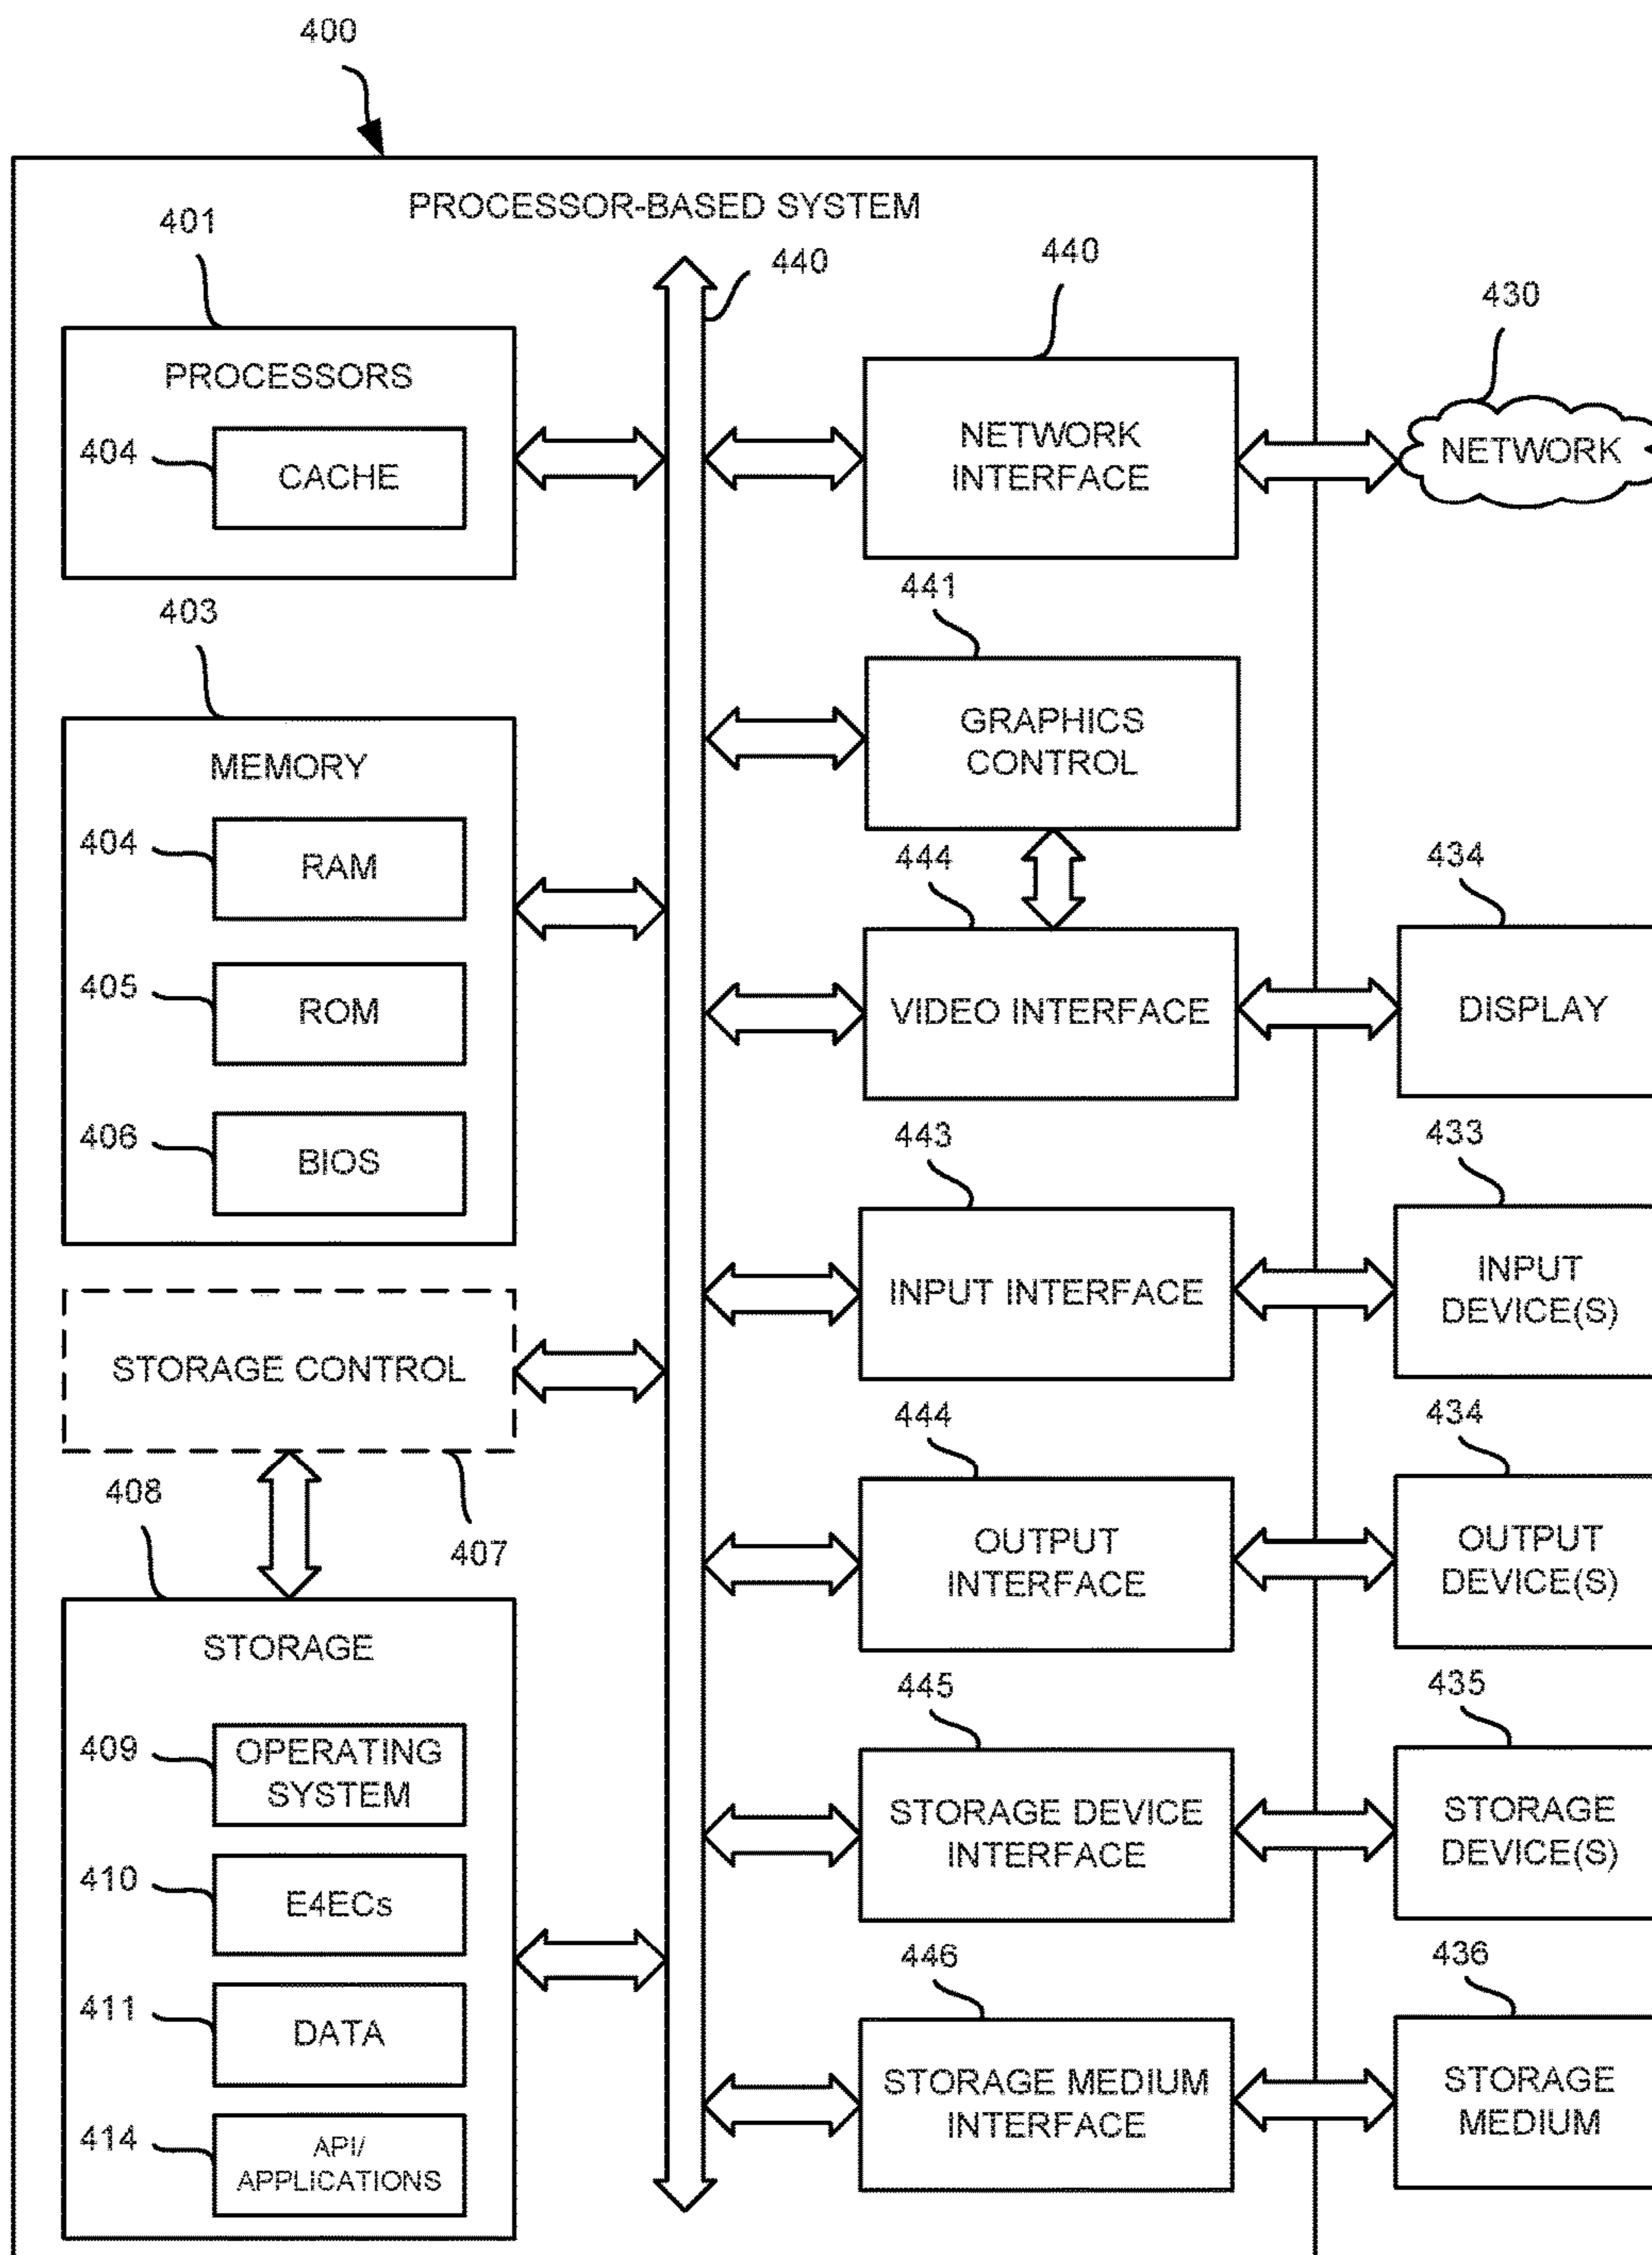 400
PROCESSOR-BASED SYSTEM
401
440
440
430
PROCESSORS
404
CACHE
NETWORK
INTERFACE
NETWORK
403
441
MEMORY
GRAPHICS
CONTROL
404
RAM
444
434
405
ROM
VIDEO INTERFACE
DISPLAY
406
BIOS
443
433
INPUT INTERFACE
INPUT
DEVICE(S)
STORAGE CONTROL
407
444
434
408
OUTPUT
INTERFACE
OUTPUT
DEVICE(S)
STORAGE
445
435
409
OPERATING
SYSTEM
STORAGE DEVICE
INTERFACE
STORAGE
DEVICE(S)
410
E4ECs
446
436
411
DATA
STORAGE MEDIUM
INTERFACE
STORAGE
MEDIUM
414
API/
APPLICATIONS